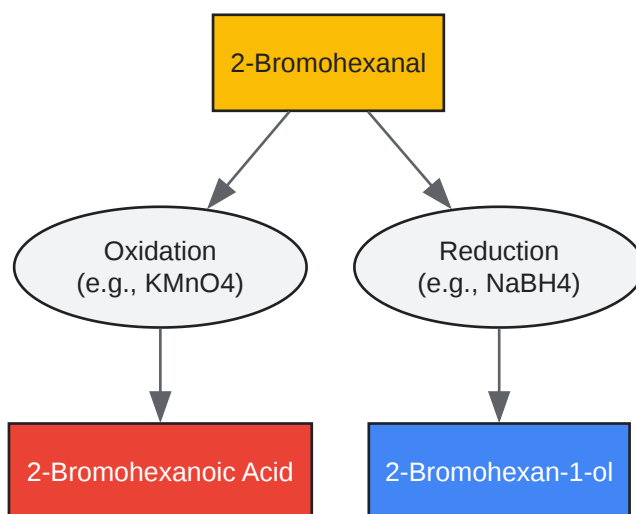 2-Bromohexanal
Oxidation
(e.g., KMnO4)
Reduction
(e.g., NaBH4)
2-Bromohexanoic Acid
2-Bromohexan-1-ol